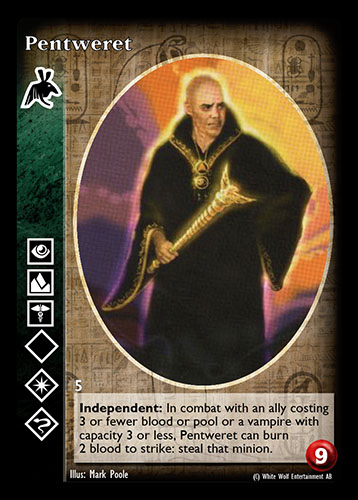 Pentweret
5
Independent: In combat with an ally costing
3 or fewer blood or pool or a vampire with
capacity 3 or less, Pentweret can burn
2 blood to strike: steal that minion.
9
Illus: Mark Poole
(C) White Wolf Entertainment AB